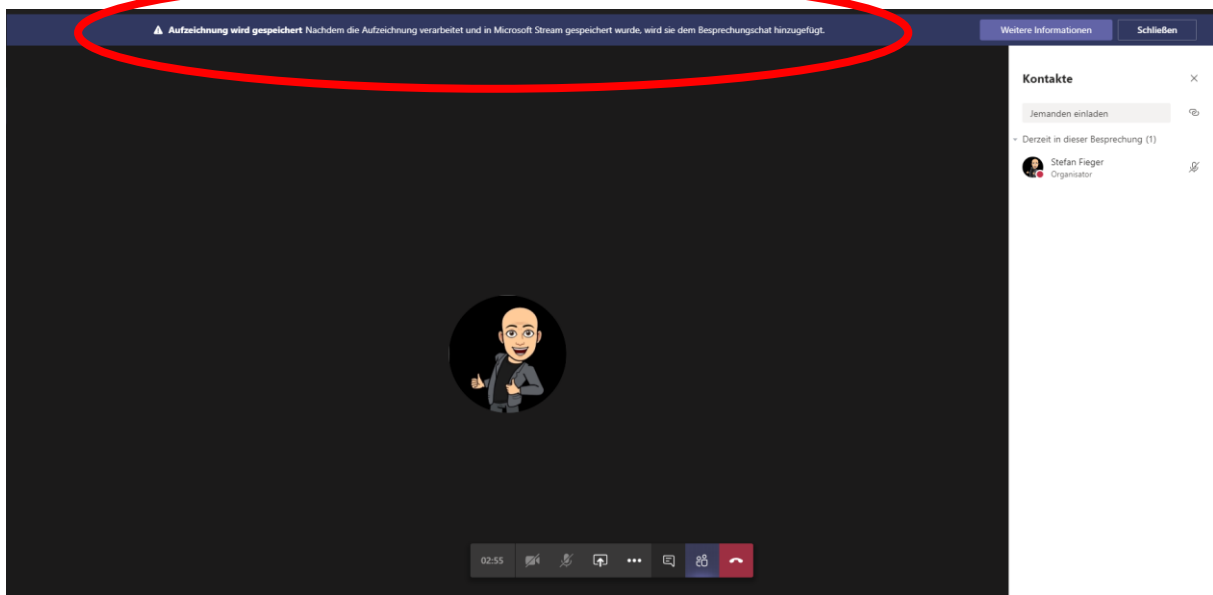 Aufzeichnung wird gespeichert Nachdem die Aufzeichnung verarbeitet und in Microsoft Stream gespeichert wurde, wird sie dem Besprechungschat hinzugefügt.
Weitere Informationen
Schließen
Kontakte
Jemanden einladen
Derzeit in dieser Besprechung (1)
Stefan Fieger
Organisator
02:55